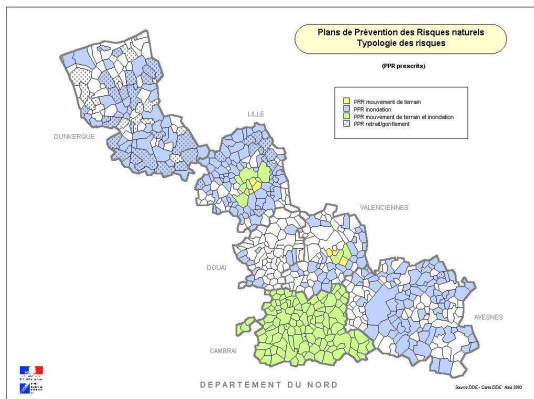 Plans de Prévention des Risques naturels
Typologie des risques
(PPR prescrits)
PPR mouvement de terrain
PPR inondation
PPR mouvement de terrain et inondation
PPR retrait/gonflement
LILLE
DUNKERQUE
VALENCIENNES
DOUAI
AVESNES
CAMBRAI
DEPARTEMENT DU NORD